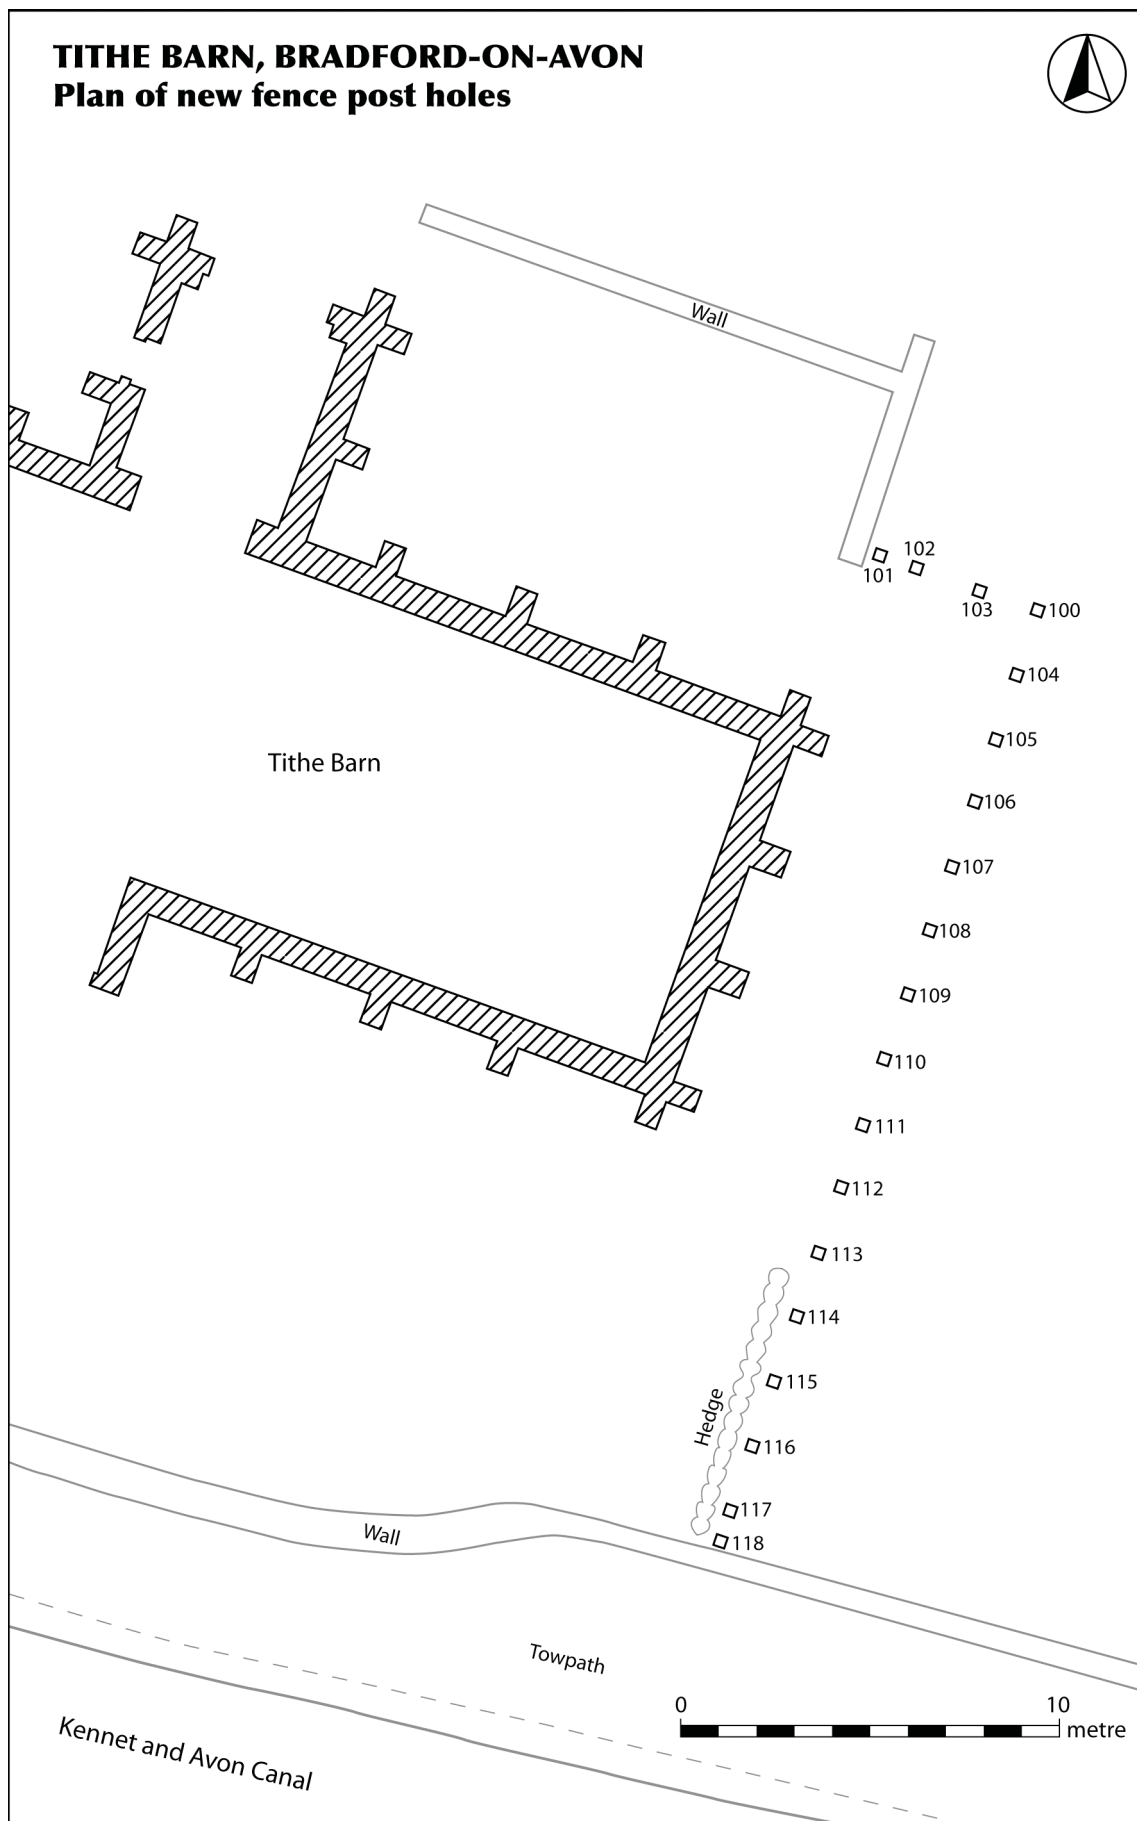 TITHE BARN, BRADFORD-ON-AVON
Plan of new fence post holes
Wall
102
101
103
100
104
105
Tithe Barn
106
107
108
109
110
111
112
113
114
115
Hedge
116
117
Wall
118
Towpath
0
10
metre
Kennet and Avon Canal